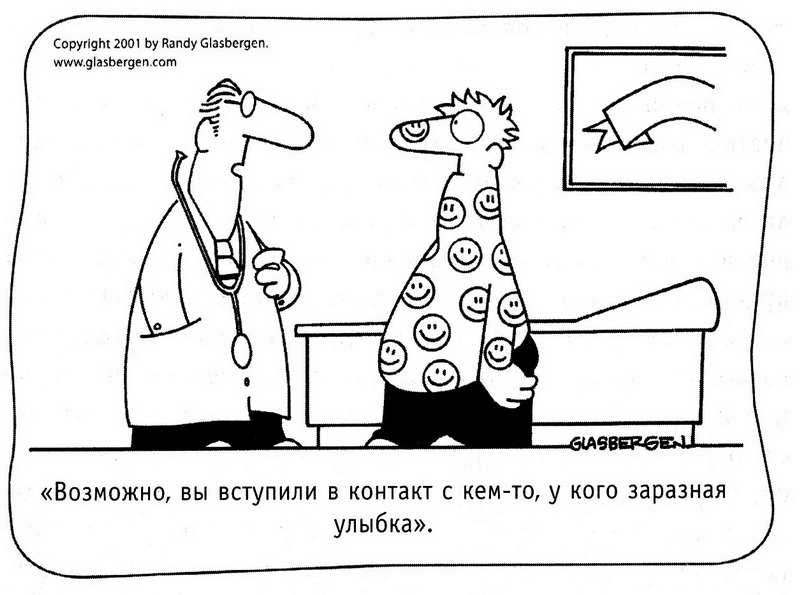 Copyright 2001 by Randy Glasbergen.
www.glasbergen.com
GLASBERGEN
«Возможно, вы вступили в контакт с кем-то, у кого заразная
улыбка».